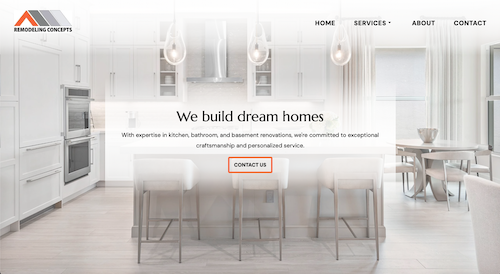 REMODELING CONCEPTS
HOME SERVICES ABOUT CONTACT
We build dream homes
With expertise in kitchen, bathroom, and basement renovations, we're committed to exceptional
craftsmanship and personalized service.
CONTACT US